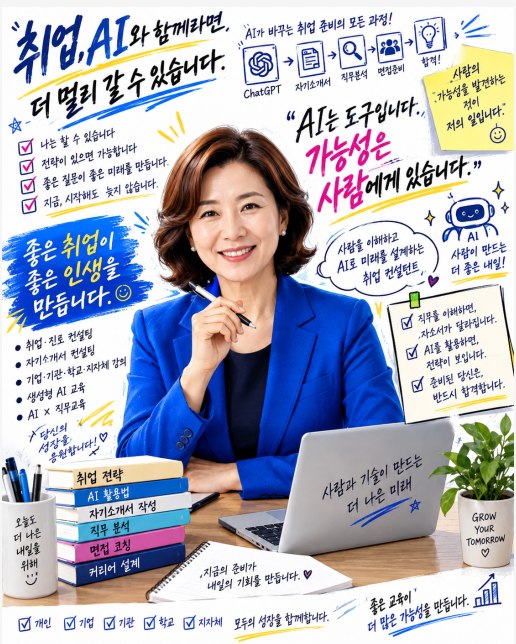 취업, AI와 함께라면,
더 멀리 갈 수 있습니다.
나는 할 수 있습니다
전략이 있으면 가능합니다
좋은 질문이 좋은 미래를 만듭니다.
지금, 시작해도 늦지 않습니다.
AI가 바꾸는 취업 준비의 모든 과정!
ChatGPT
자기소개서
직무분석
면접준비
합격!
사람의
가능성을 발견하는
것이
저의 일입니다.
"AI는 도구입니다.
가능성은
사람에게 있습니다."
좋은 취업이
좋은 인생을
만듭니다.
사람을 이해하고
AI로 미래를 설계하는
취업 컨설턴트
AI
사람이 만드는
더 좋은 내일!
취업·진로 컨설팅
자기소개서 컨설팅
기업·기관·학교·지자체 강의
생성형 AI 교육
AI × 직무교육
당신의
성장을,
응원합니다!
직무를 이해하면,
자소서가 달라집니다.
AI를 활용하면,
전략이 보입니다.
준비된 당신은,
반드시 합격합니다.
취업 전략
AI 활용법
자기소개서 작성
직무 분석
면접 코칭
커리어 설계
오늘도
더 나은
내일을
위해
사람과 기술이 만드는
더 나은 미래
GROW
YOUR
TOMORROW
지금의 준비가
내일의 기회를 만듭니다.
좋은 교육이
더 많은 가능성을 만듭니다.
개인 기업 기관 학교 지자체 모두의 성장을 함께합니다.